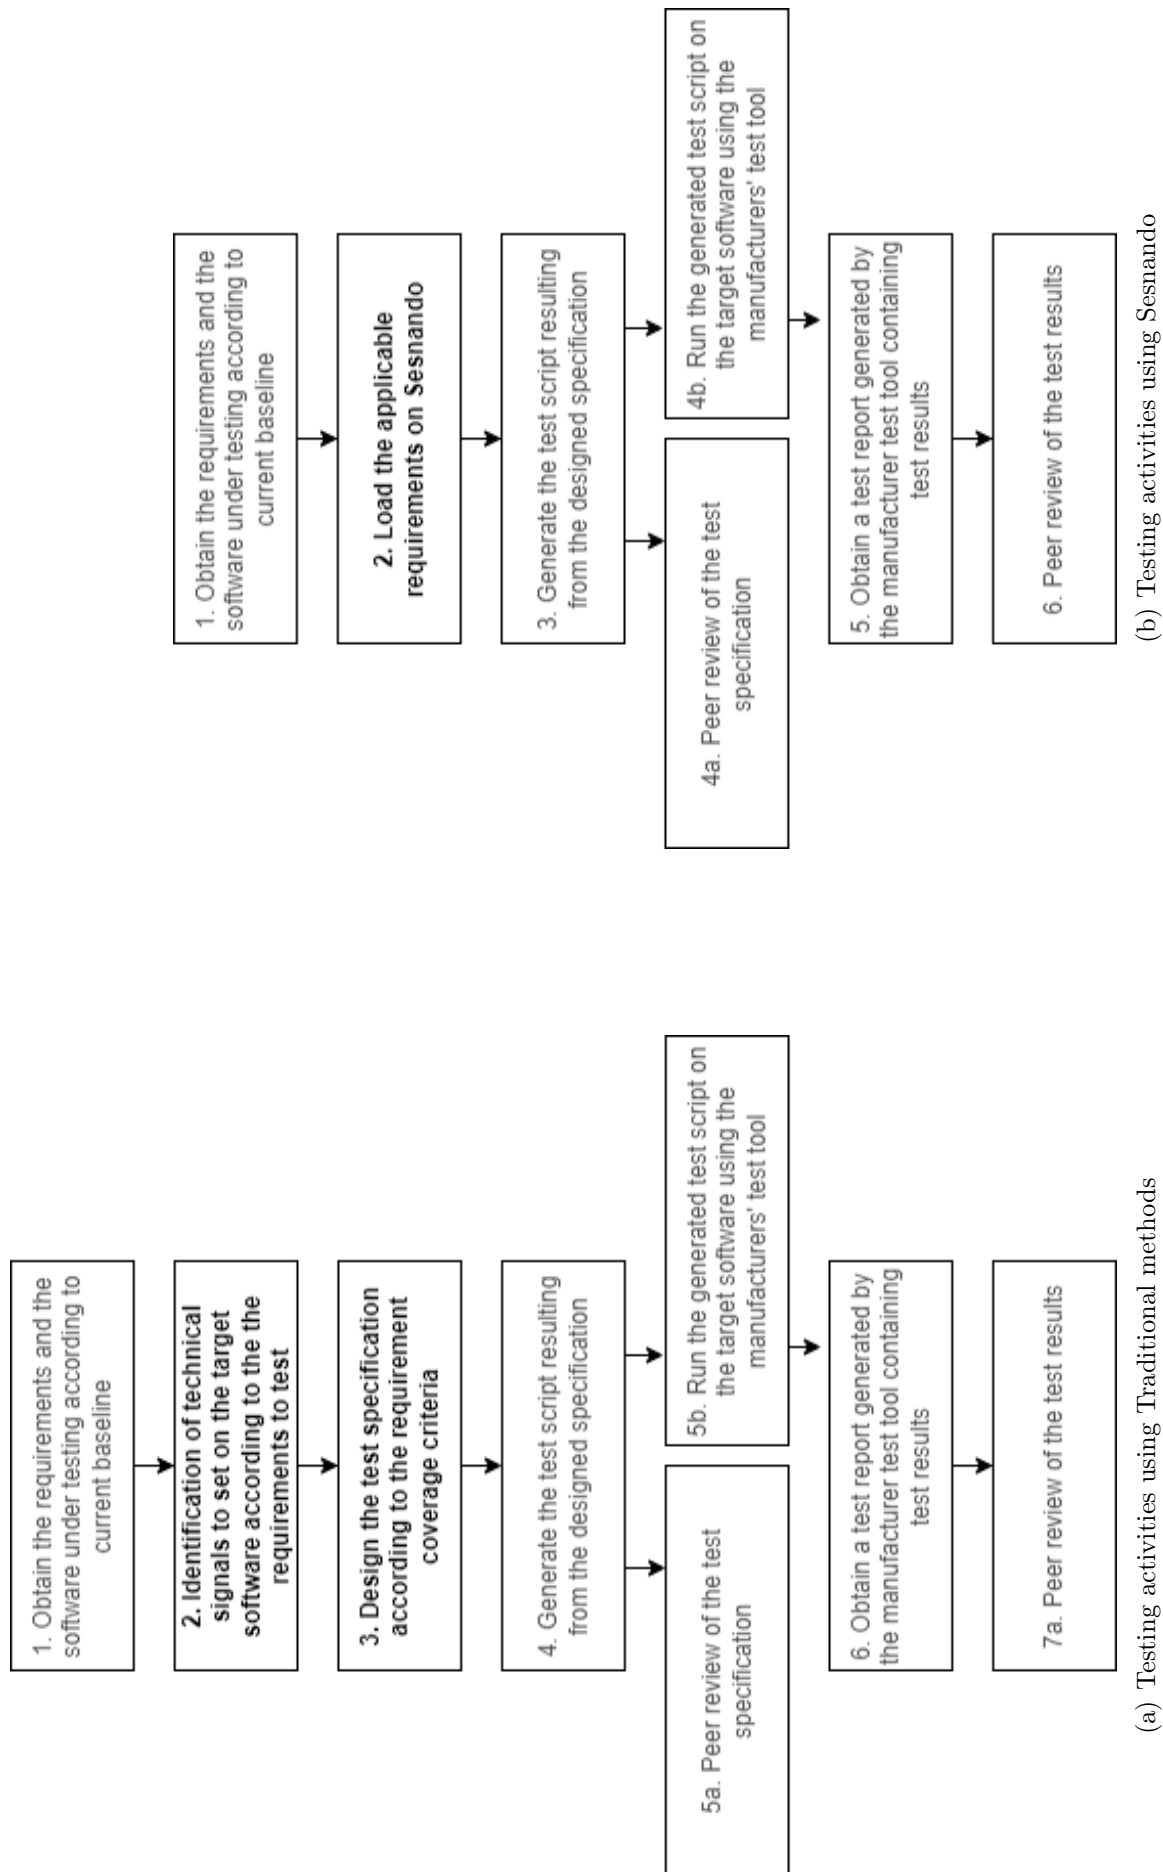 1. Obtain the requirements and the
software under testing according to
current baseline
2. Identification of technical
signals to set on the target
software according to the the
requirements to test
3. Design the test specification
according to the requirement
coverage criteria
4. Generate the test script resulting
from the designed specification
5a. Peer review of the test
specification
5b. Run the generated test script on
the target software using the
manufacturers' test tool
6. Obtain a test report generated by
the manufacturer test tool containing
test results
7a. Peer review of the test results
(a) Testing activities using Traditional methods
1. Obtain the requirements and the
software under testing according to
current baseline
2. Load the applicable
requirements on Sesnando
3. Generate the test script resulting
from the designed specification
4a. Peer review of the test
specification
4b. Run the generated test script on
the target software using the
manufacturers' test tool
5. Obtain a test report generated by
the manufacturer test tool containing
test results
6. Peer review of the test results
(b) Testing activities using Sesnando